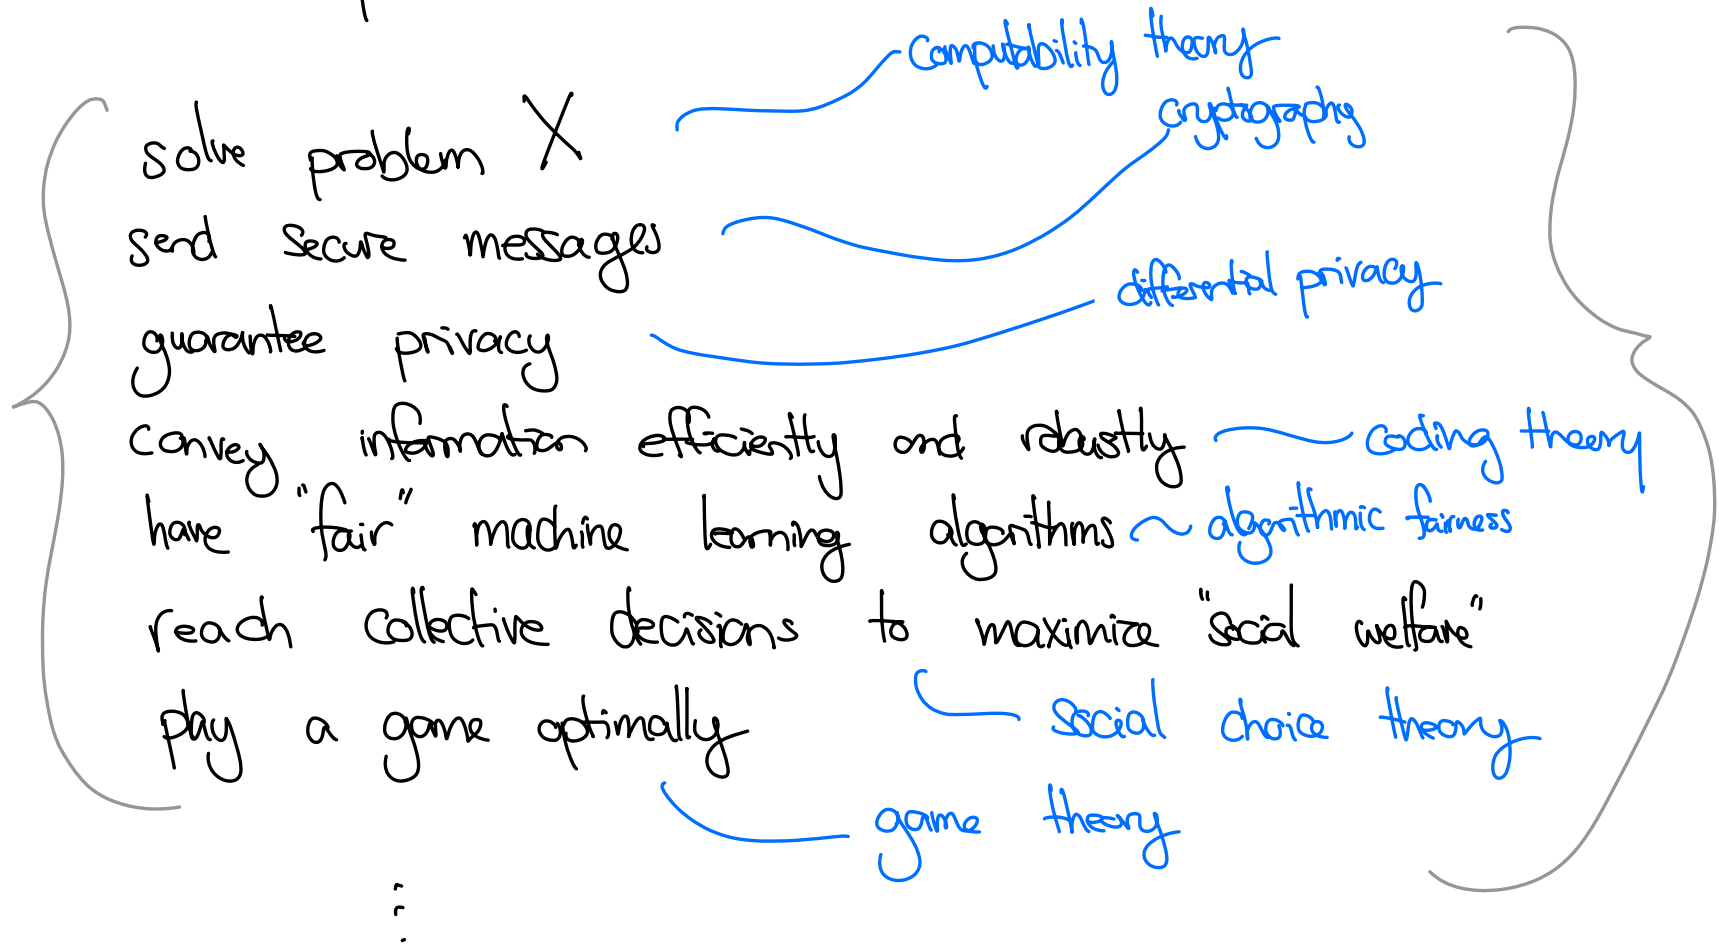 computability theory
solve problem X
cryptography
send secure messages
differential privacy
guarantee privacy
convey information efficiently and robustly coding theory
have "fair" machine learning algorithms algorithmic fairness
reach collective decisions to maximize "social welfare"
social choice theory
play a game optimally
game theory
⋮